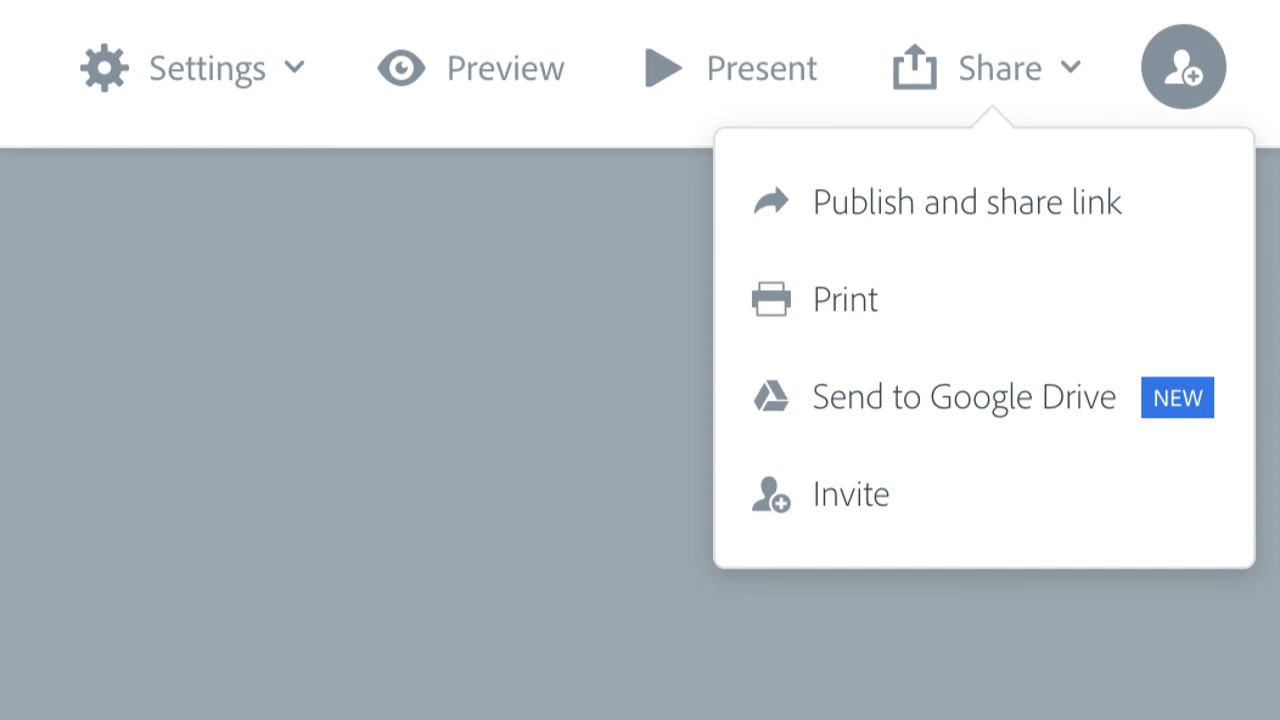 Settings Preview Present Share
Publish and share link
Print
Send to Google Drive NEW
Invite